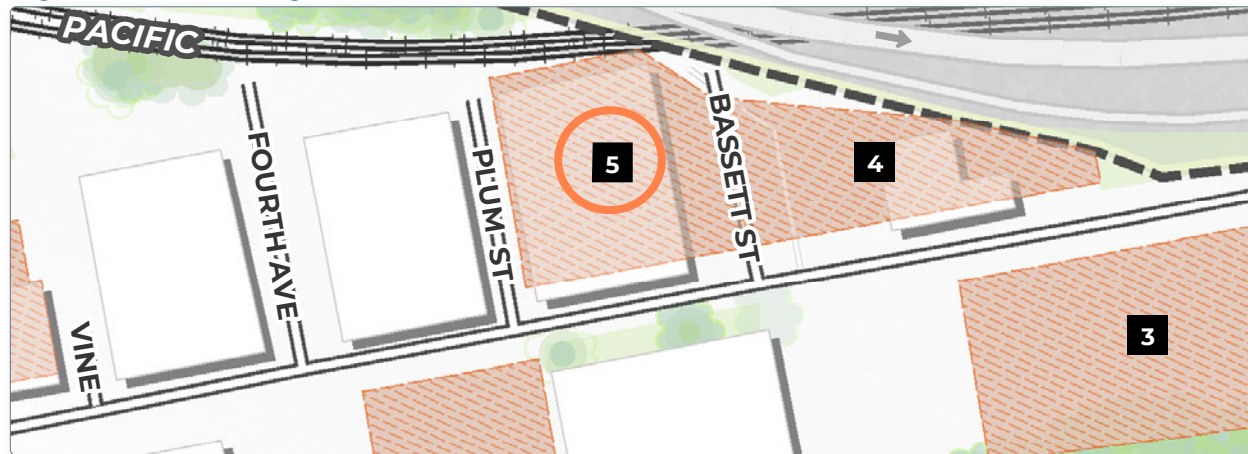 PACIFIC
FOURTH AVE
PLUM ST
BASSETT ST
VINE
5
4
3